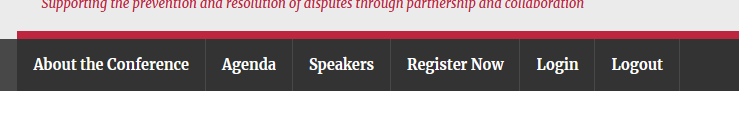 Supporting the prevention and resolution of disputes through partnership and collaboration
About the Conference Agenda Speakers Register Now Login Logout